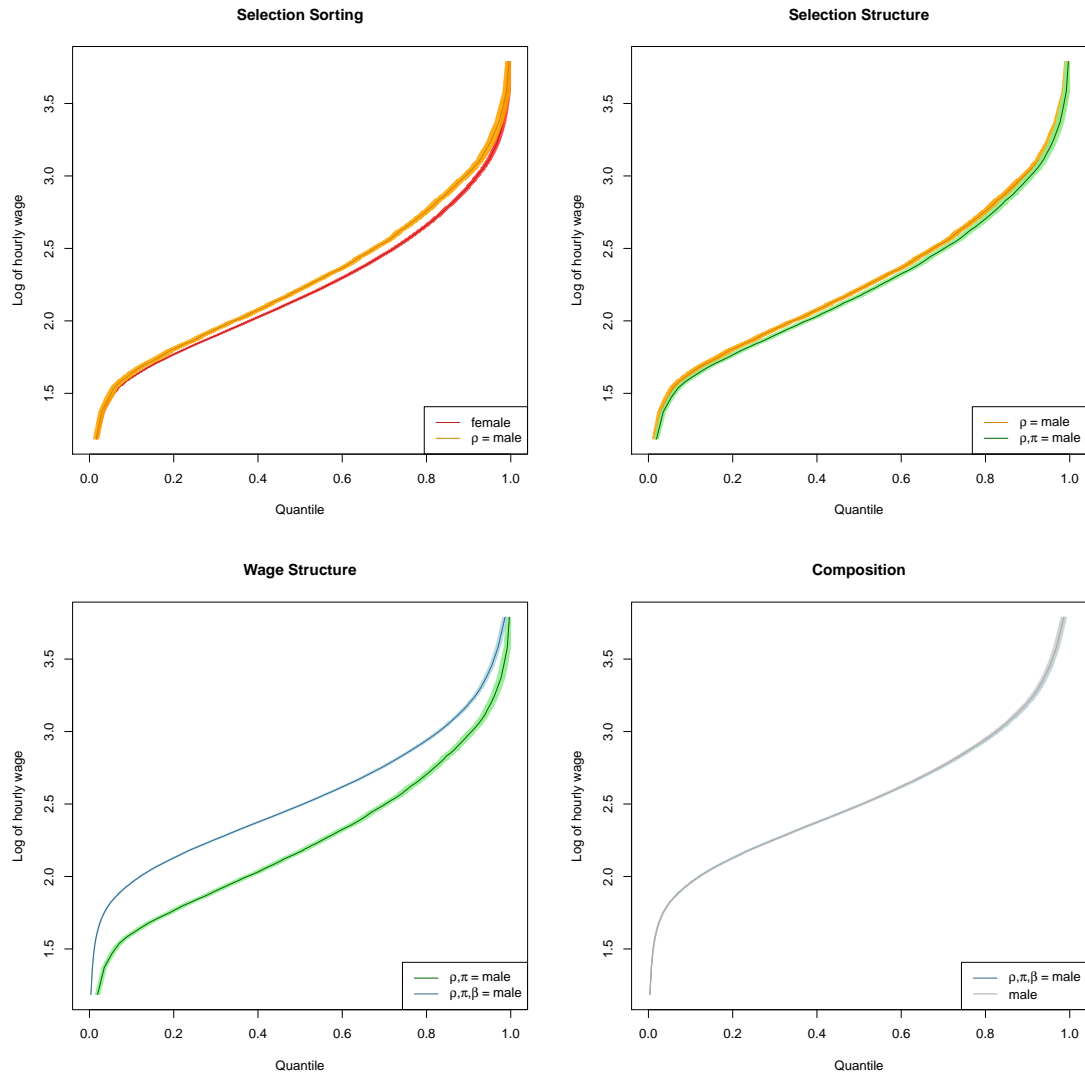 Selection Sorting
Log of hourly wage
3.5
3.0
2.5
2.0
1.5
0.0 0.2 0.4 0.6 0.8 1.0
Quantile
female
ρ = male
Selection Structure
Log of hourly wage
3.5
3.0
2.5
2.0
1.5
0.0 0.2 0.4 0.6 0.8 1.0
Quantile
ρ = male
ρ,π = male
Wage Structure
Log of hourly wage
3.5
3.0
2.5
2.0
1.5
0.0 0.2 0.4 0.6 0.8 1.0
Quantile
ρ,π = male
ρ,π,β = male
Composition
Log of hourly wage
3.5
3.0
2.5
2.0
1.5
0.0 0.2 0.4 0.6 0.8 1.0
Quantile
ρ,π,β = male
male